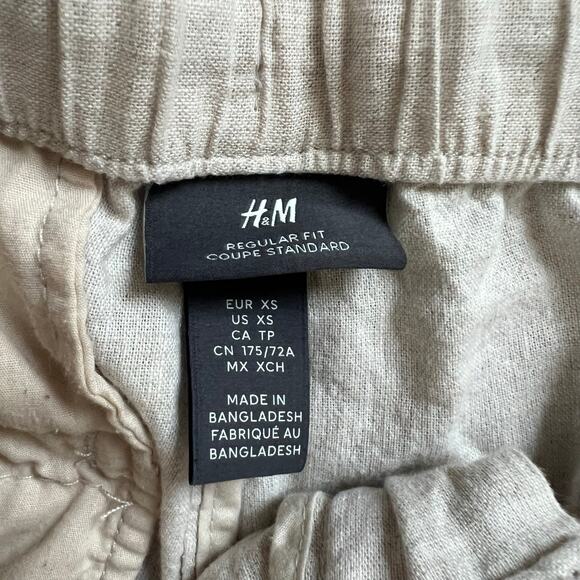 H&M
REGULAR FIT
COUPE STANDARD
EUR XS
US XS
CA TP
CN 175/72A
MX XCH
MADE IN
BANGLADESH
FABRIQUÉ AU
BANGLADESH